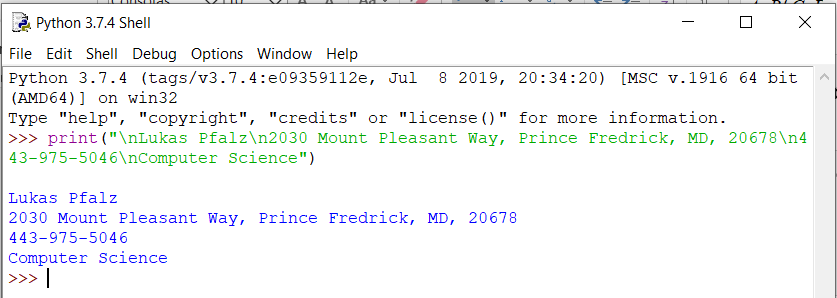 Python 3.7.4 Shell
File Edit Shell Debug Options Window Help
Python 3.7.4 (tags/v3.7.4:e09359112e, Jul  8 2019, 20:34:20) [MSC v.1916 64 bit
(AMD64)] on win32
Type "help", "copyright", "credits" or "license()" for more information.
>>> print("\nLukas Pfalz\n2030 Mount Pleasant Way, Prince Fredrick, MD, 20678\n4
43-975-5046\nComputer Science")

Lukas Pfalz
2030 Mount Pleasant Way, Prince Fredrick, MD, 20678
443-975-5046
Computer Science
>>>